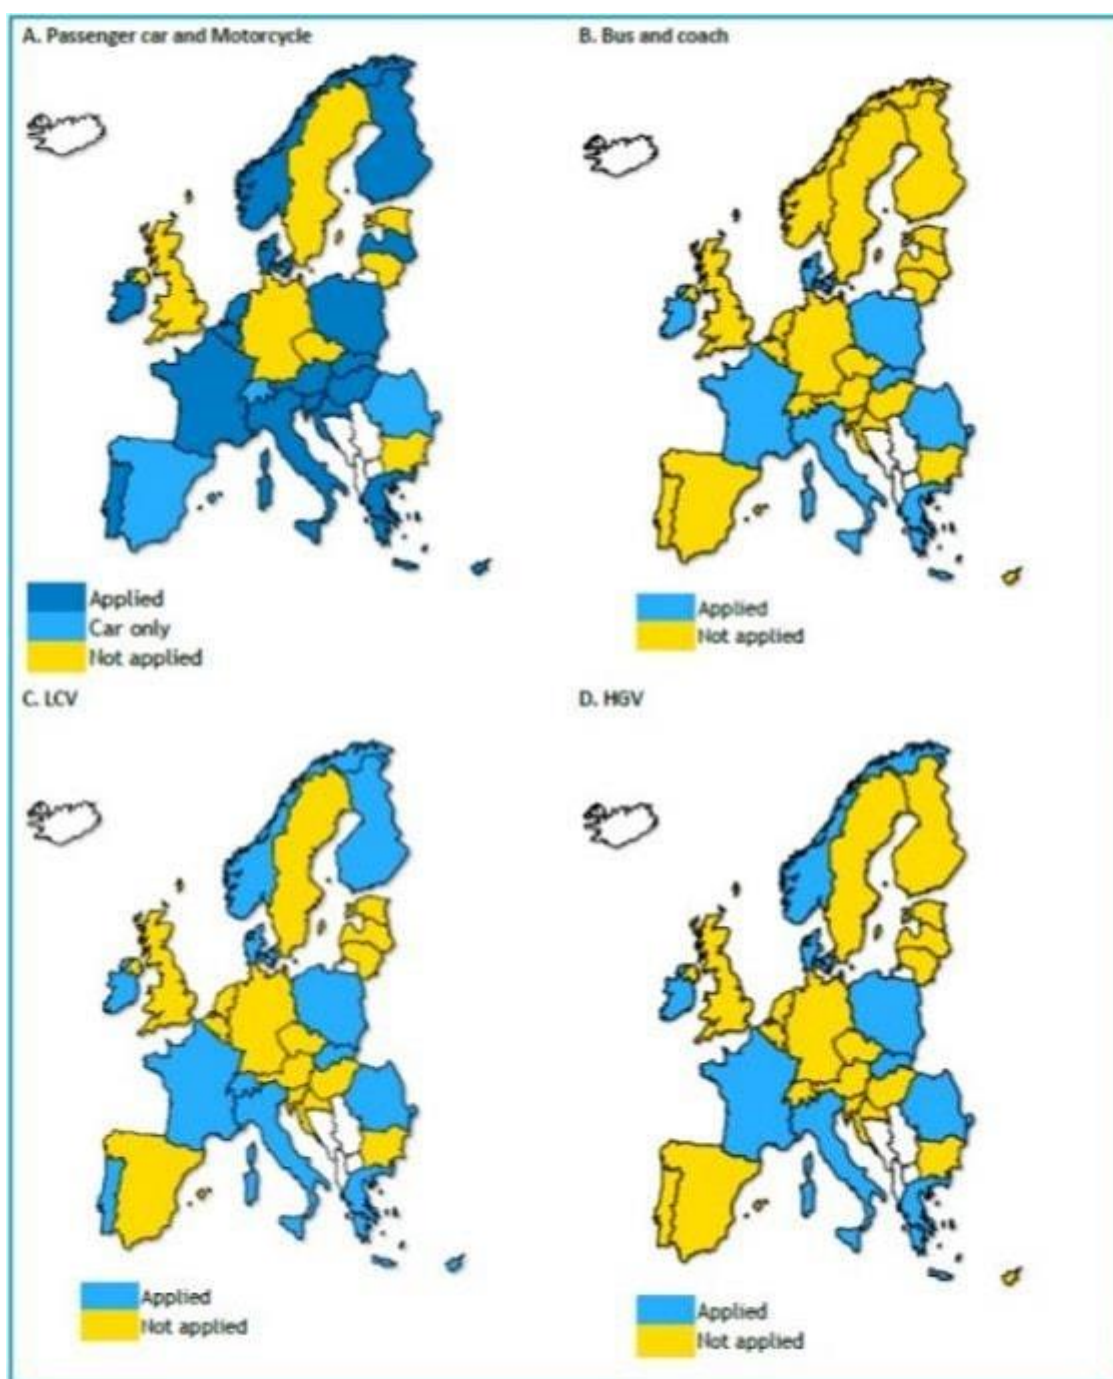 A. Passenger car and Motorcycle
B. Bus and coach
Applied
Car only
Not applied
Applied
Not applied
C. LCV
D. HGV
Applied
Not applied
Applied
Not applied